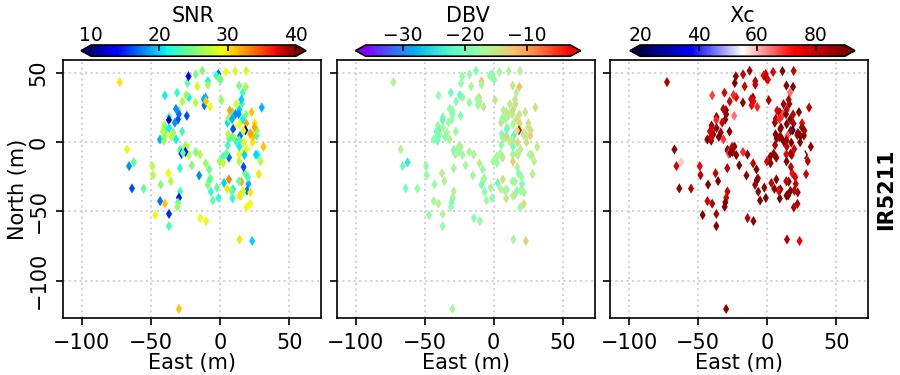 SNR DBV Xc
10 20 30 40 −30 −20 −10 20 40 60 80
North (m)
50
0
−50
−100
IR5211
−100 −50 0 50 −100 −50 0 50 −100 −50 0 50
East (m) East (m) East (m)